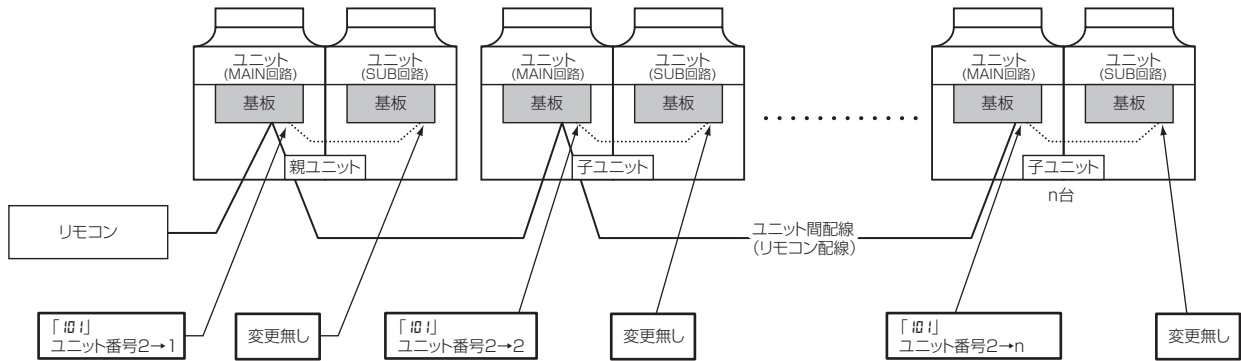 ユニット
(MAIN回路)
ユニット
(SUB回路)
ユニット
(MAIN回路)
ユニット
(SUB回路)
ユニット
(MAIN回路)
ユニット
(SUB回路)
基板
基板
基板
基板
基板
基板
親ユニット
子ユニット
子ユニット
n台
リモコン
ユニット間配線
(リモコン配線)
「101」
ユニット番号2→1
変更無し
「101」
ユニット番号2→2
変更無し
「101」
ユニット番号2→n
変更無し